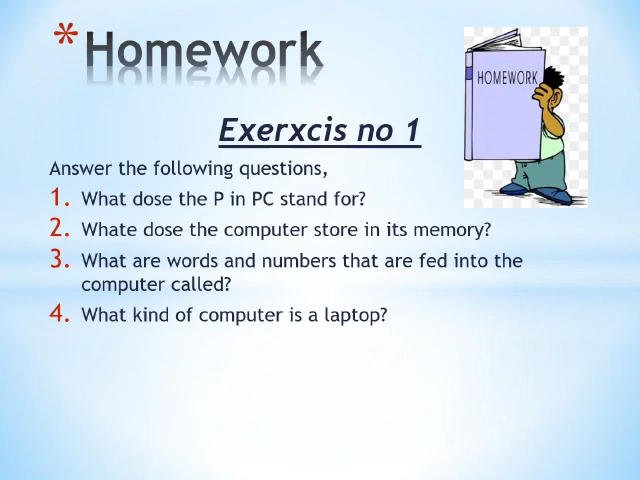 * Homework
HOMEWORK
Exerxcis no 1
Answer the following questions,
1. What dose the P in PC stand for?
2. Whate dose the computer store in its memory?
3. What are words and numbers that are fed into the
computer called?
4. What kind of computer is a laptop?